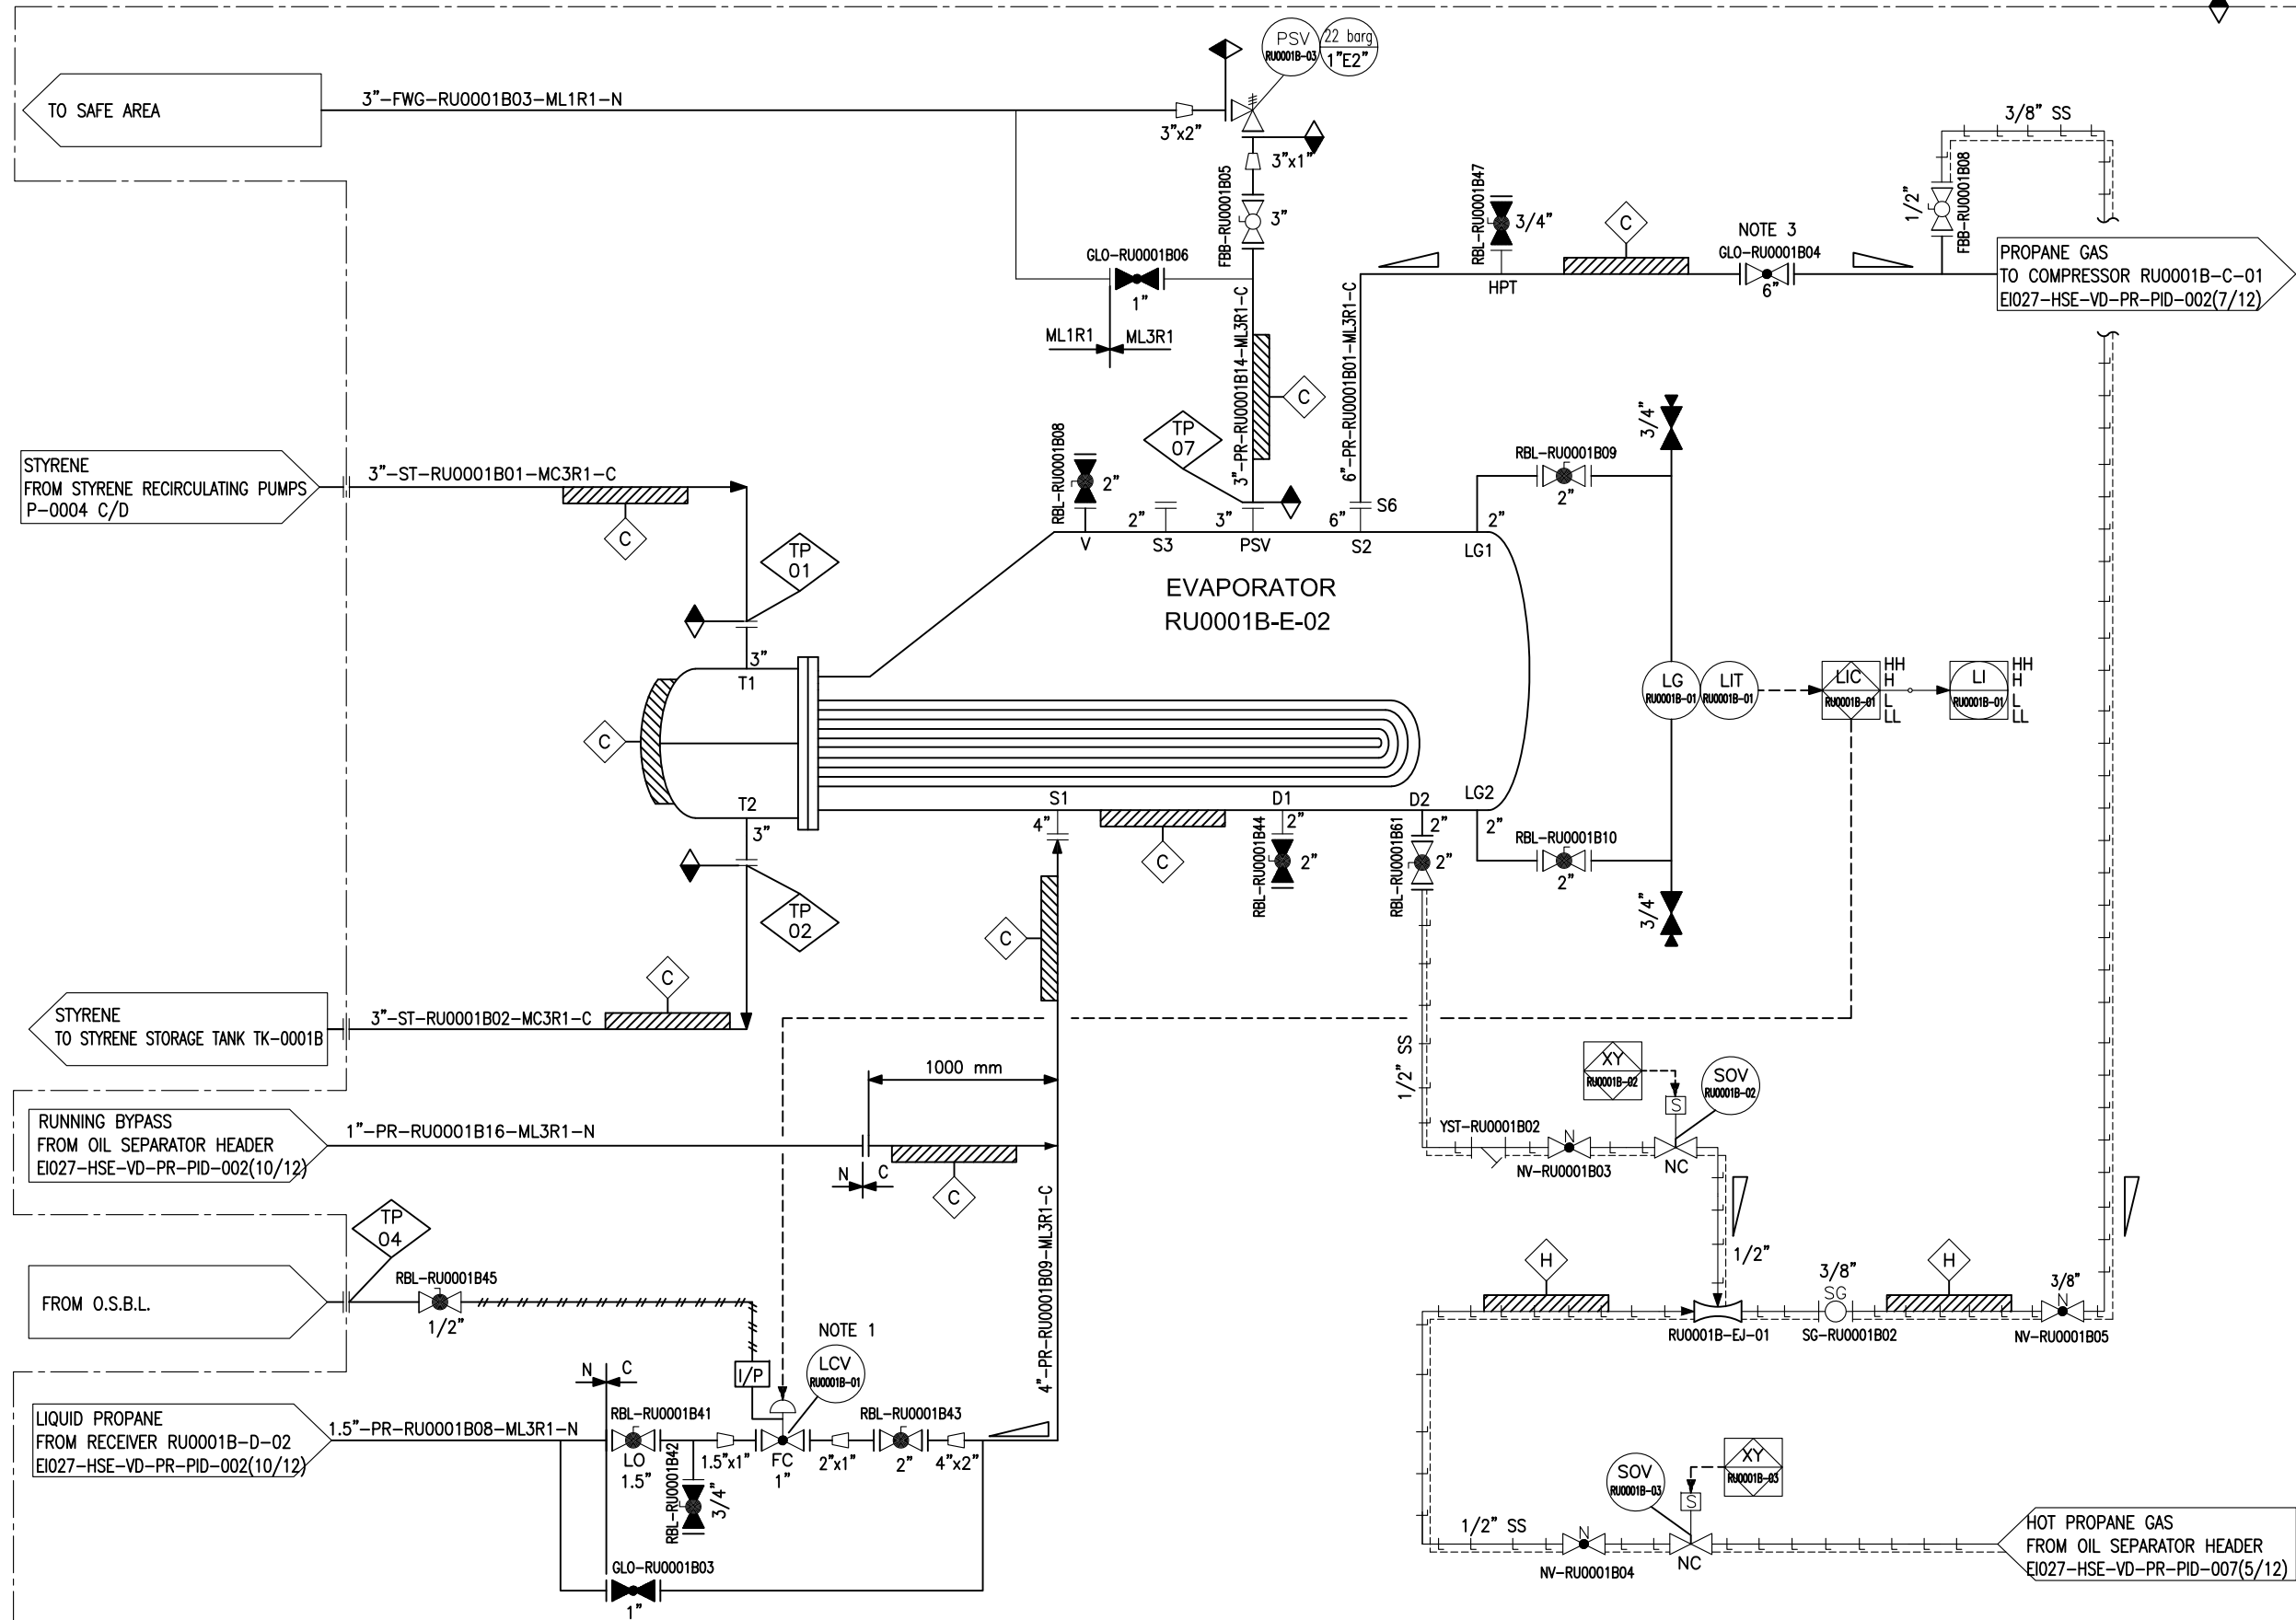 PSV
RU0001B-03
22 barg
1"E2"
TO SAFE AREA
3"-FWG-RU0001B03-ML1R1-N
3"x2"
3"x1"
FBB-RU0001B05
3"
GLO-RU0001B06
1"
ML1R1
ML3R1
3"-PR-RU0001B14-ML3R1-C
C
TP
07
6"-PR-RU0001B01-ML3R1-C
RBL-RU0001B47
3/4"
HPT
C
NOTE 3
GLO-RU0001B04
6"
1/2"
FBB-RU0001B08
3/8" SS
PROPANE GAS
TO COMPRESSOR RU0001B-C-01
EI027-HSE-VD-PR-PID-002(7/12)
STYRENE
FROM STYRENE RECIRCULATING PUMPS
P-0004 C/D
3"-ST-RU0001B01-MC3R1-C
C
TP
01
RBL-RU0001B08
2"
V
2"
S3
3"
PSV
6"
S6
S2
2"
LG1
RBL-RU0001B09
2"
3/4"
EVAPORATOR
RU0001B-E-02
3"
T1
C
T2
3"
TP
02
LG
RU0001B-01
LIT
RU0001B-01
LIC
RU0001B-01
HH
H
L
LL
LI
RU0001B-01
HH
H
L
LL
S1
4"
C
D1
2"
RBL-RU0001B44
2"
D2
2"
RBL-RU0001B61
2"
LG2
2"
RBL-RU0001B10
2"
3/4"
C
C
STYRENE
TO STYRENE STORAGE TANK TK-0001B
3"-ST-RU0001B02-MC3R1-C
1000 mm
RUNNING BYPASS
FROM OIL SEPARATOR HEADER
EI027-HSE-VD-PR-PID-002(10/12)
1"-PR-RU0001B16-ML3R1-N
N
C
C
4"-PR-RU0001B09-ML3R1-C
1/2" SS
XY
RU0001B-02
SOV
RU0001B-02
S
YST-RU0001B02
N
NV-RU0001B03
NC
1/2"
TP
04
FROM O.S.B.L.
RBL-RU0001B45
1/2"
H
RU0001B-EJ-01
3/8"
SG
SG-RU0001B02
H
3/8"
N
NV-RU0001B05
NOTE 1
I/P
LCV
RU0001B-01
N
C
LIQUID PROPANE
FROM RECEIVER RU0001B-D-02
EI027-HSE-VD-PR-PID-002(10/12)
1.5"-PR-RU0001B08-ML3R1-N
RBL-RU0001B41
LO
1.5"
RBL-RU0001B42
3/4"
1.5"x1"
FC
1"
2"x1"
RBL-RU0001B43
2"
4"x2"
GLO-RU0001B03
1"
SOV
RU0001B-03
XY
RU0001B-03
S
1/2" SS
N
NV-RU0001B04
NC
HOT PROPANE GAS
FROM OIL SEPARATOR HEADER
EI027-HSE-VD-PR-PID-007(5/12)